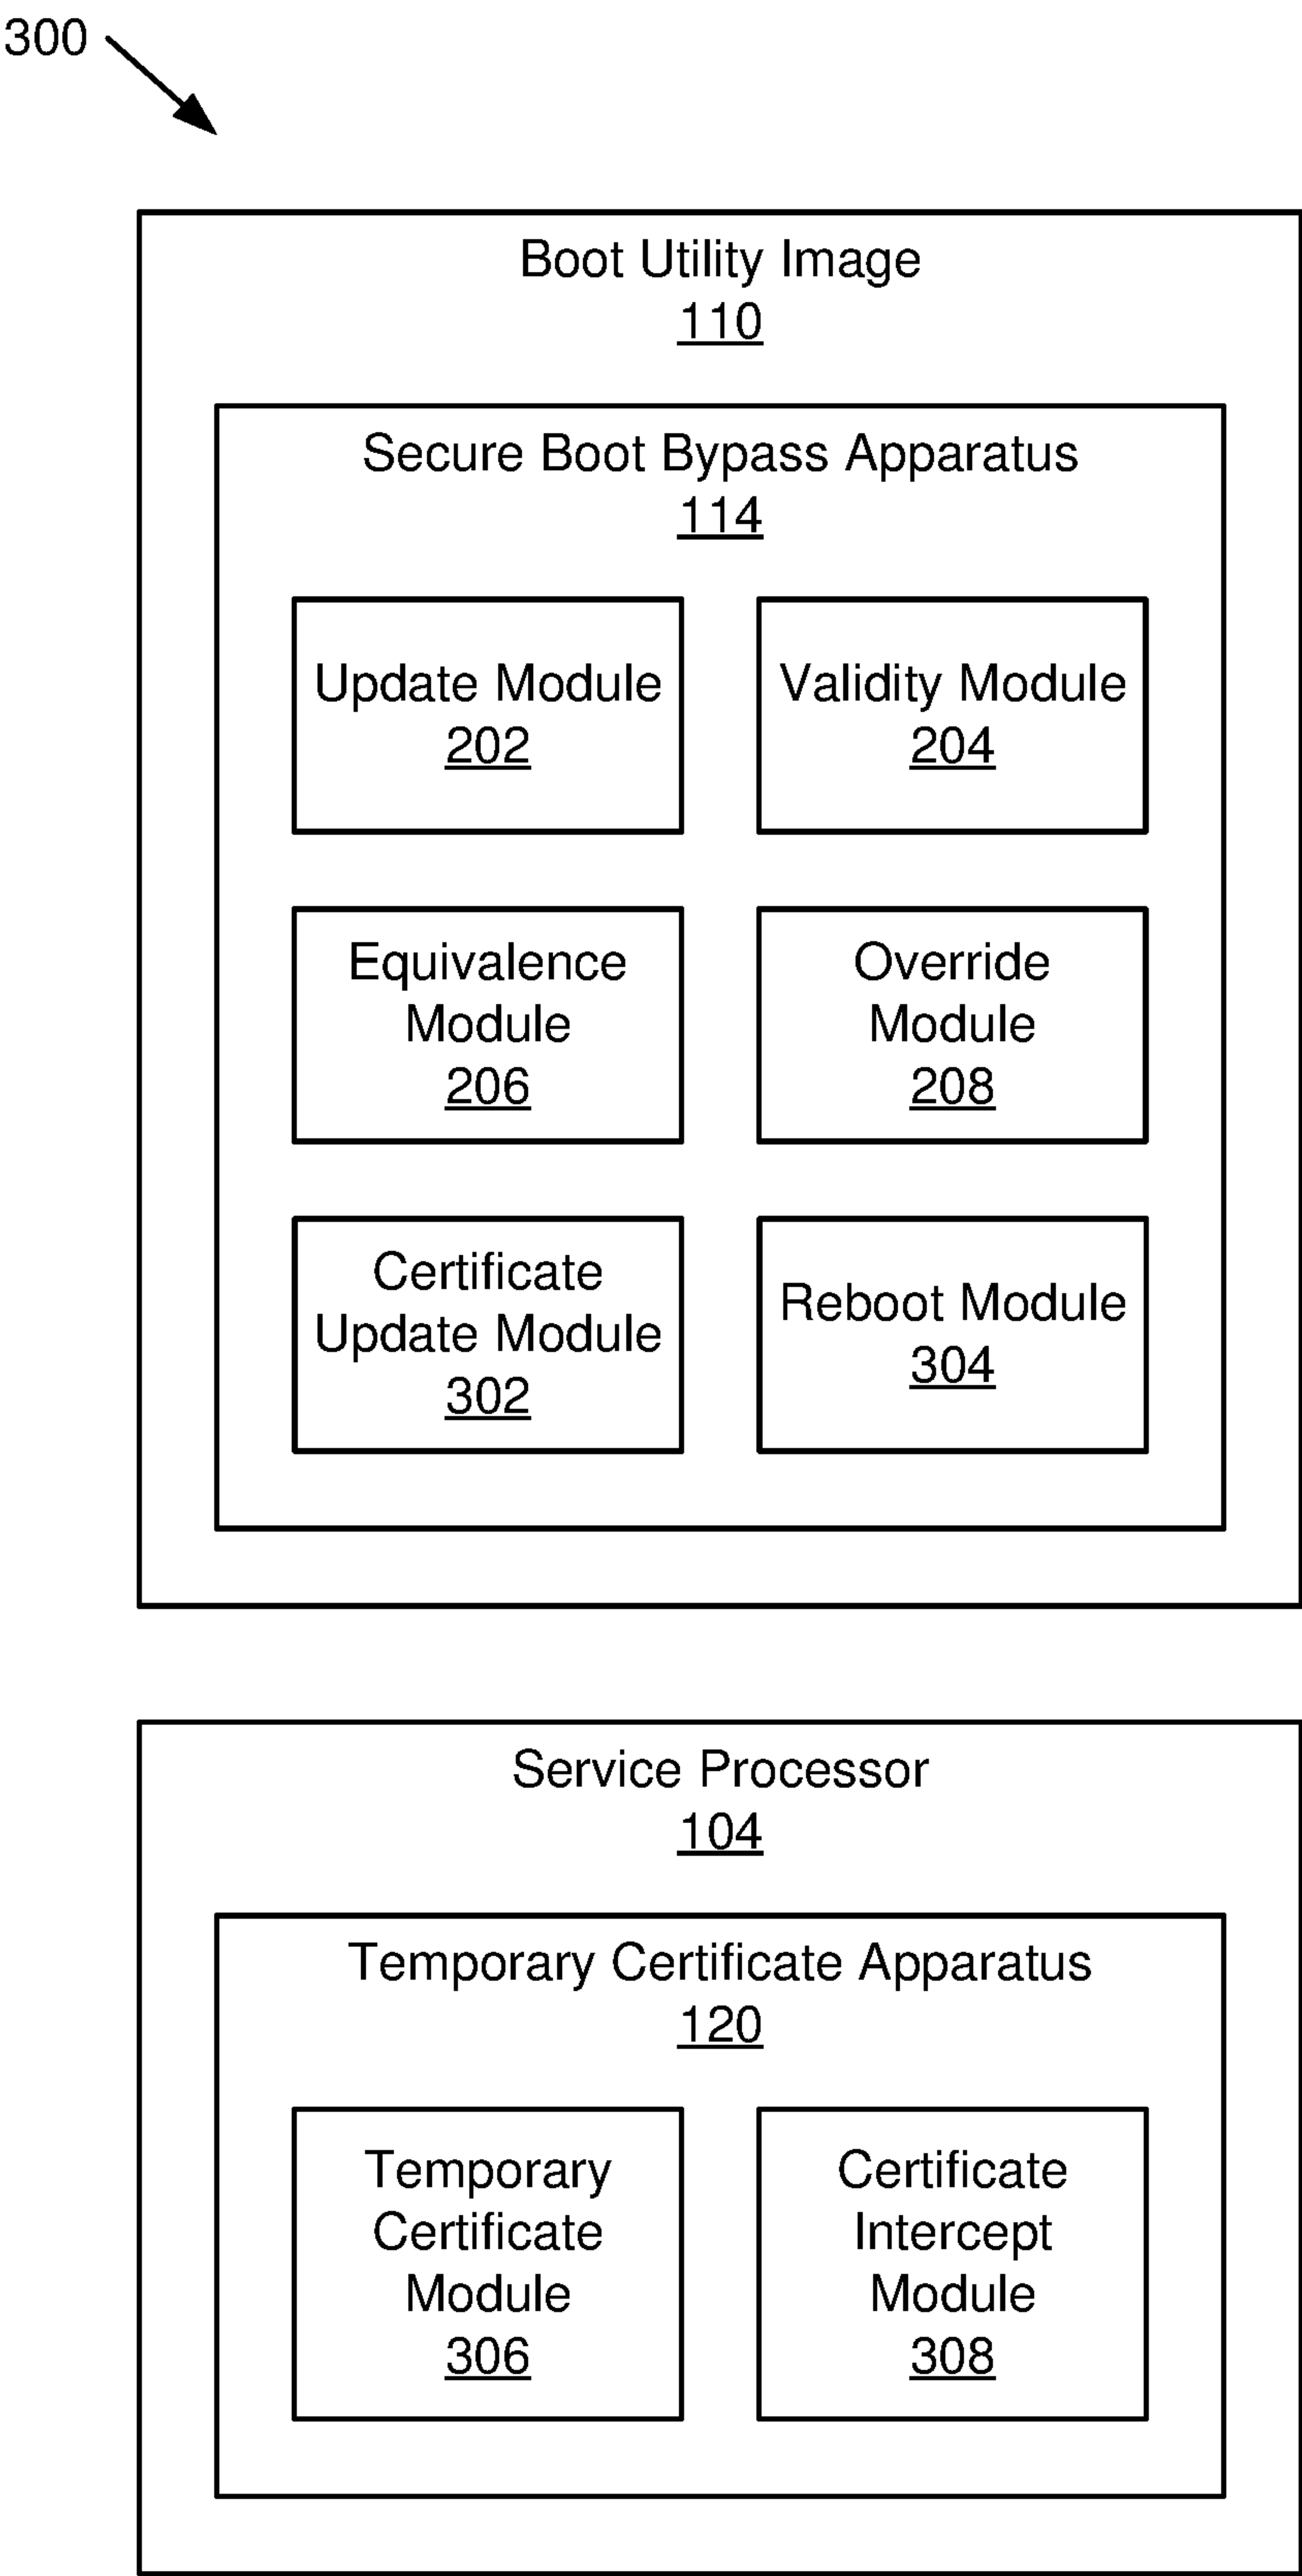 300
Boot Utility Image
110
Secure Boot Bypass Apparatus
114
Update Module
202
Validity Module
204
Equivalence
Module
206
Override
Module
208
Certificate
Update Module
302
Reboot Module
304
Service Processor
104
Temporary Certificate Apparatus
120
Temporary
Certificate
Module
306
Certificate
Intercept
Module
308